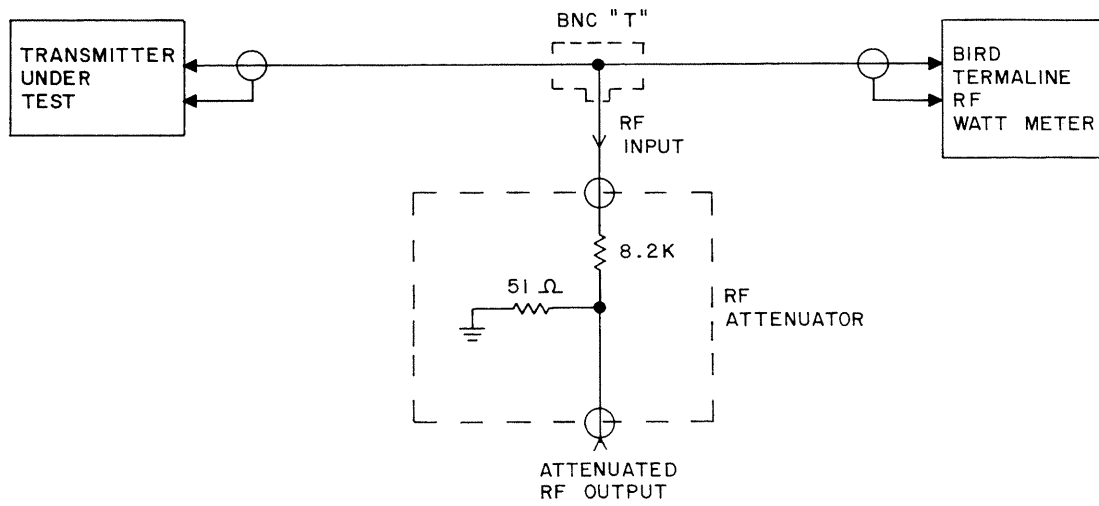 BNC "T"
TRANSMITTER
UNDER
TEST
BIRD
TERMALINE
RF
WATT METER
RF
INPUT
8.2K
51 Ω
RF
ATTENUATOR
ATTENUATED
RF OUTPUT